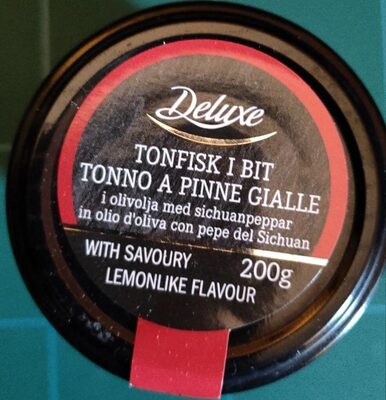 Deluxe
TONFISK I BIT
TONNO A PINNE GIALLE
i olivolja med sichuanpeppar
in olio d'oliva con pepe del Sichuan
WITH SAVOURY
LEMONLIKE FLAVOUR
200g